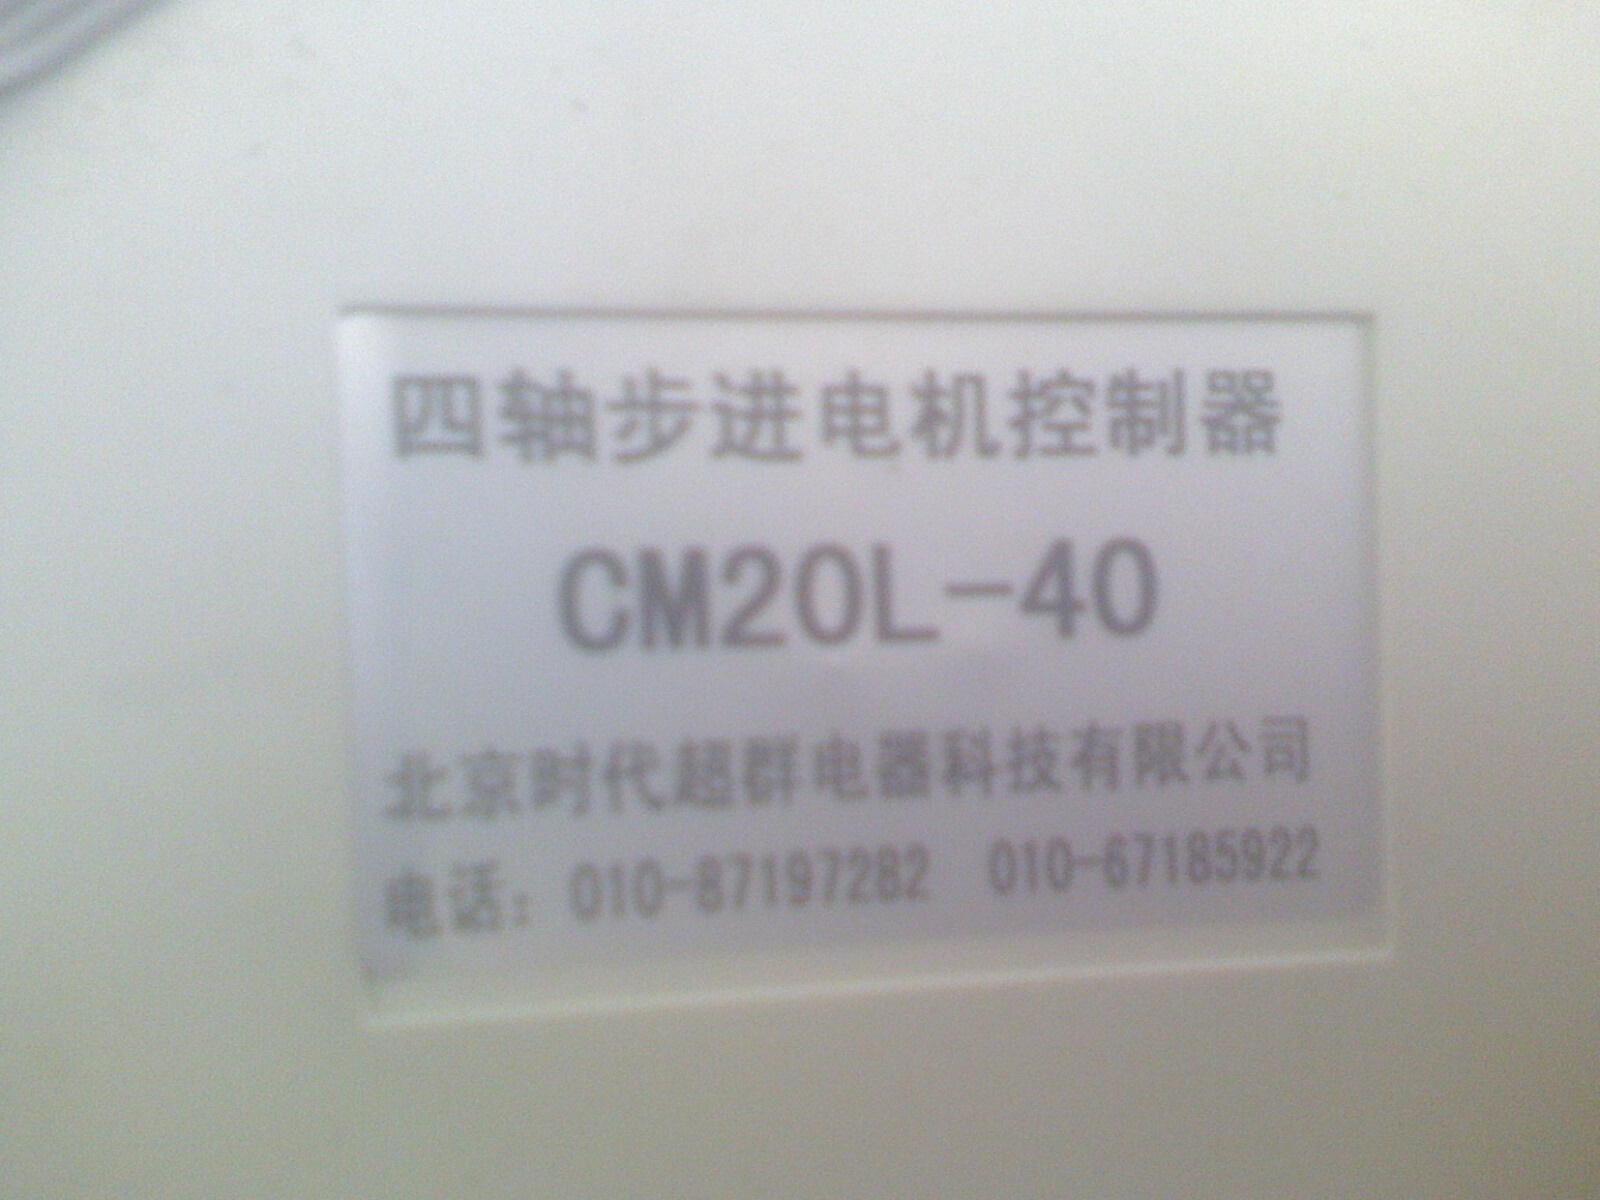 四轴步进电机控制器
CM20L-40
北京时代超群电器科技有限公司
电话：010-87197282 010-67185922